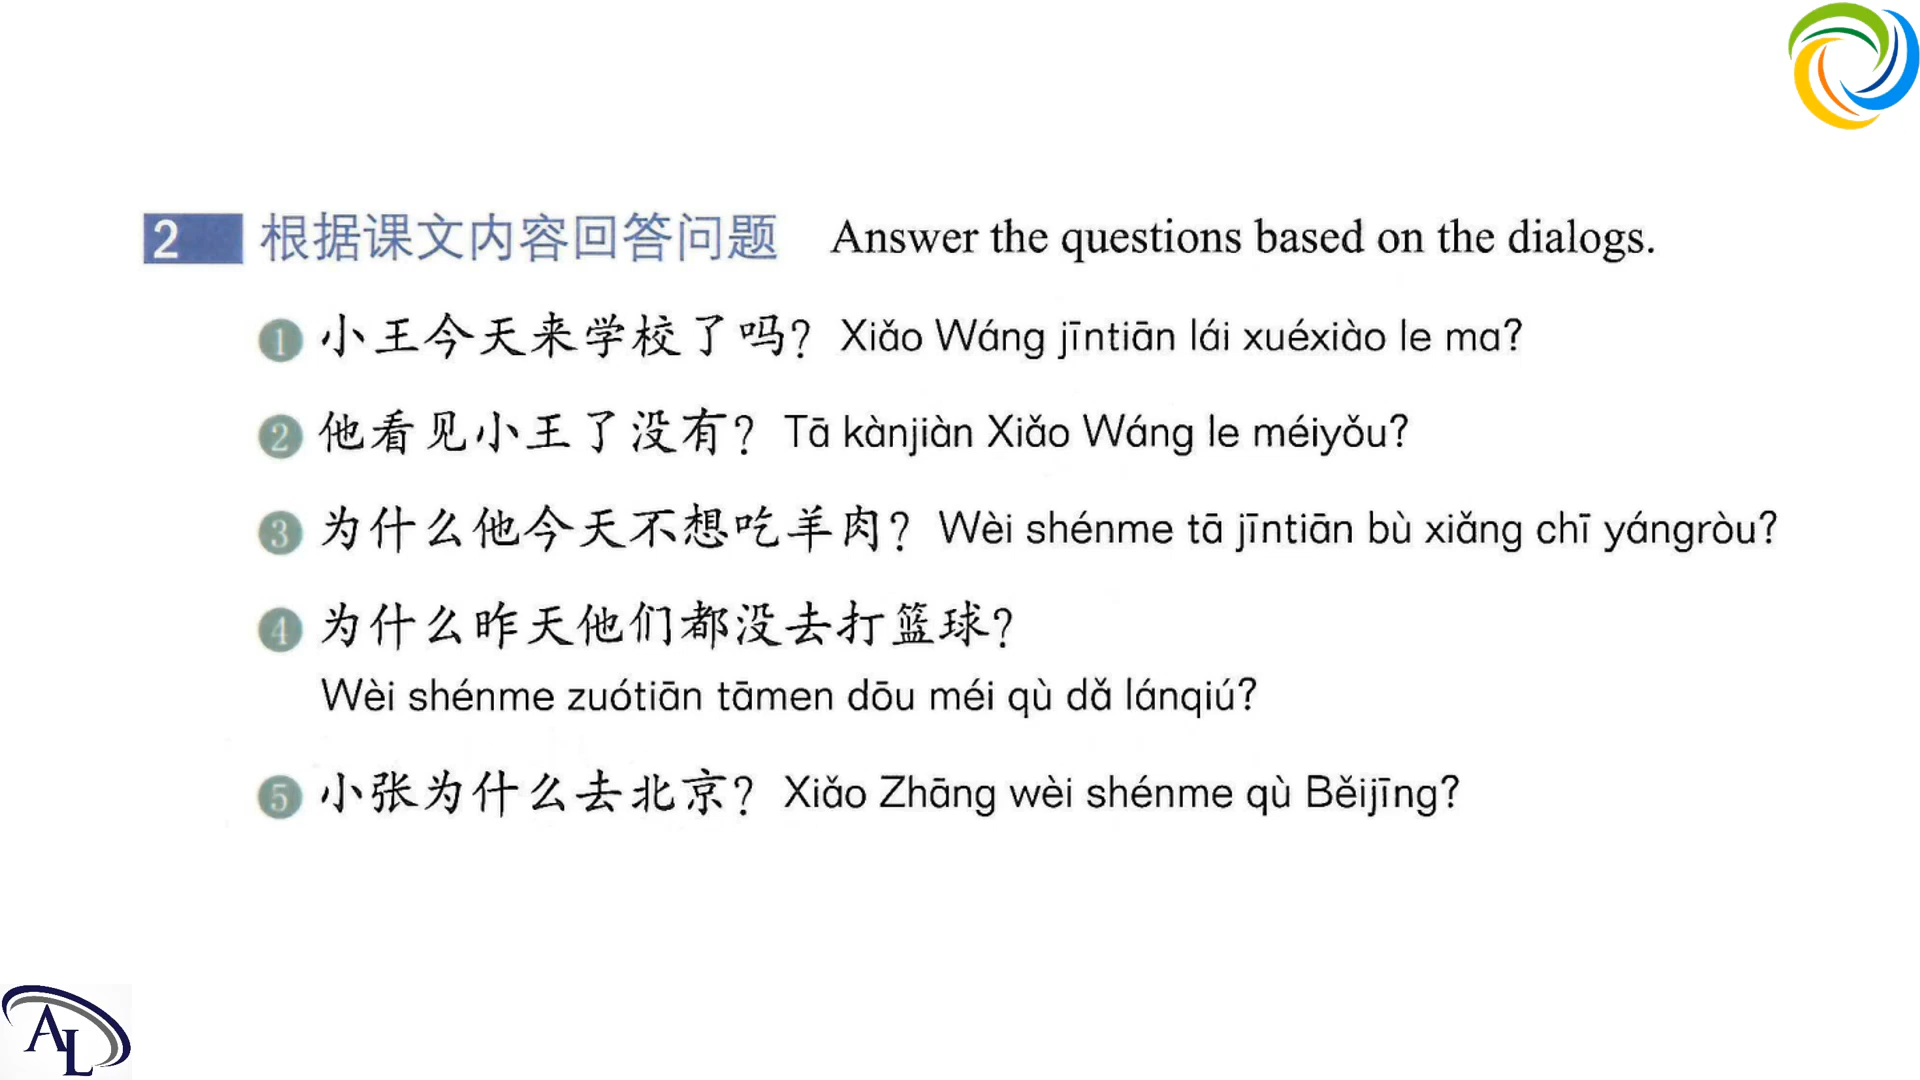 2 根据课文内容回答问题 Answer the questions based on the dialogs.
1 小王今天来学校了吗？ Xiǎo Wáng jīntiān lái xuéxiào le ma?
2 他看见小王了没有？ Tā kànjiàn Xiǎo Wáng le méiyǒu?
3 为什么他今天不想吃羊肉？ Wèi shénme tā jīntiān bù xiǎng chī yángròu?
4 为什么昨天他们都没去打篮球？
Wèi shénme zuótiān tāmen dōu méi qù dǎ lánqiú?
5 小张为什么去北京？ Xiǎo Zhāng wèi shénme qù Běijīng?
AL